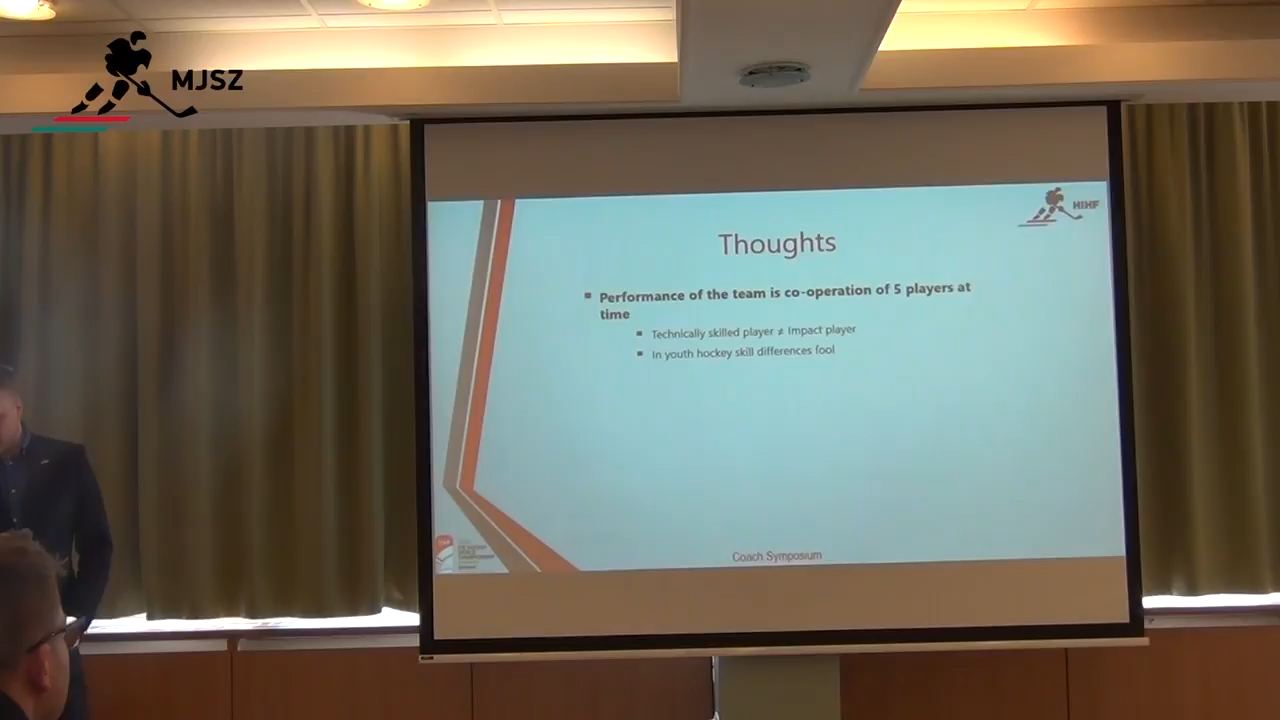 MJSZ
HIHF
Thoughts
Performance of the team is co-operation of 5 players at
time
Technically skilled player ≠ Impact player
In youth hockey skill differences fool
Coach Symposium